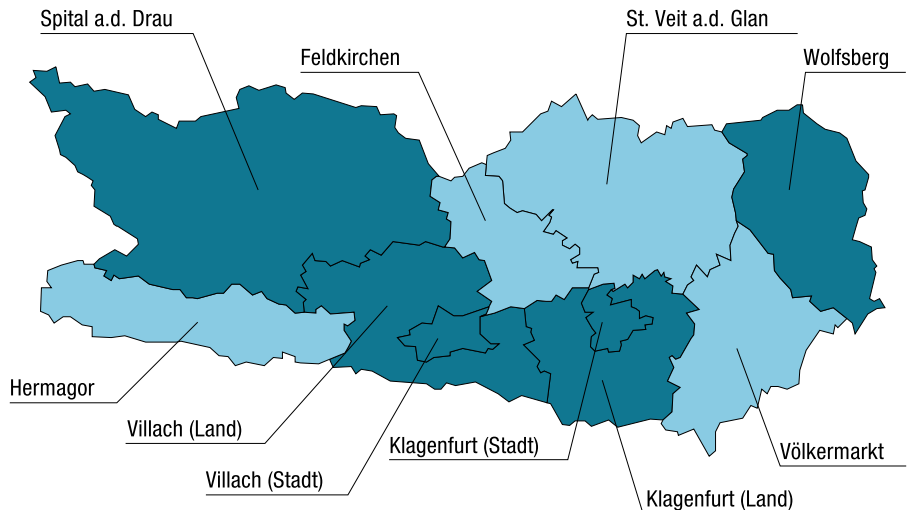 Spital a.d. Drau
St. Veit a.d. Glan
Feldkirchen
Wolfsberg
Hermagor
Villach (Land)
Klagenfurt (Stadt)
Völkermarkt
Villach (Stadt)
Klagenfurt (Land)